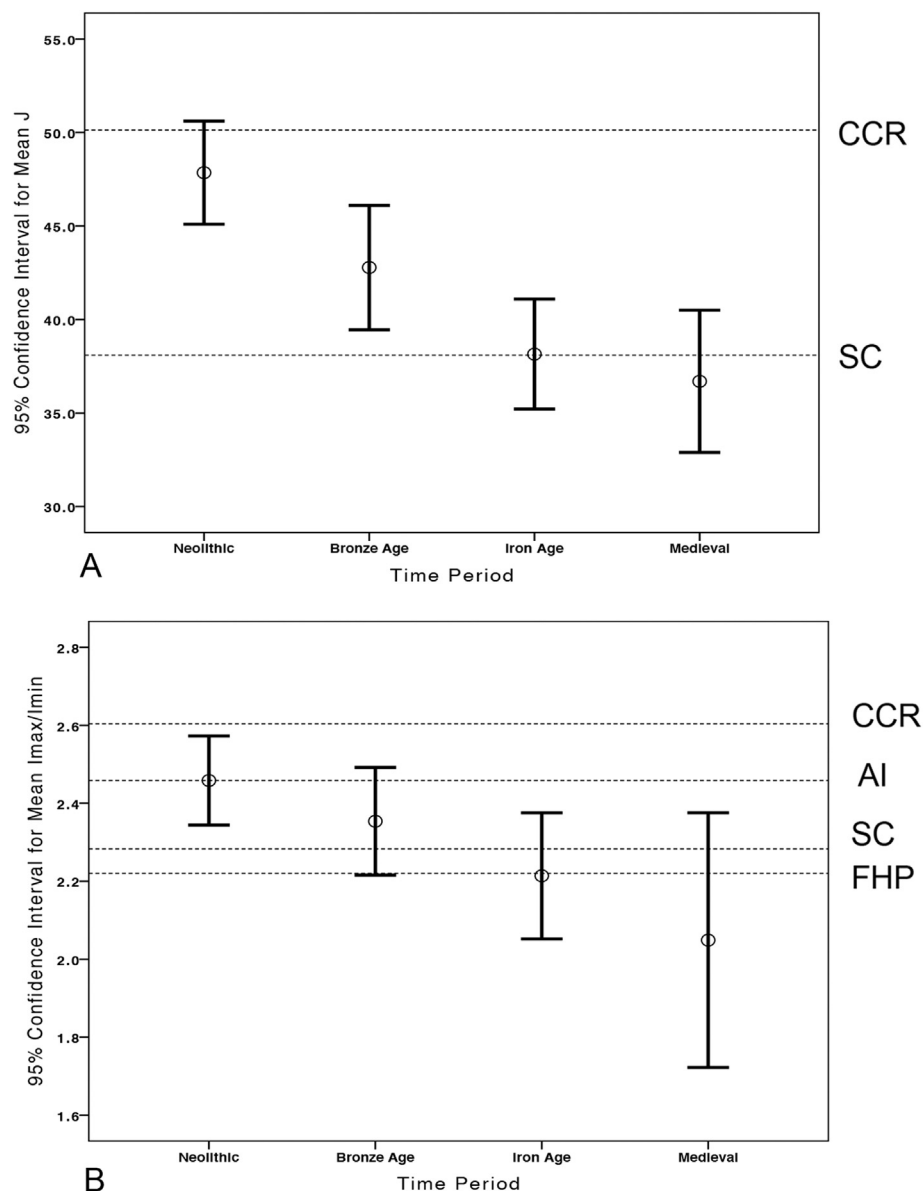 55.0
50.0
45.0
40.0
35.0
30.0
95% Confidence Interval for Mean J
CCR
SC
Neolithic Bronze Age Iron Age Medieval
A
Time Period
2.8
2.6
2.4
2.2
2.0
1.8
1.6
95% Confidence Interval for Mean Imax/Imin
CCR
AI
SC
FHP
Neolithic Bronze Age Iron Age Medieval
B
Time Period